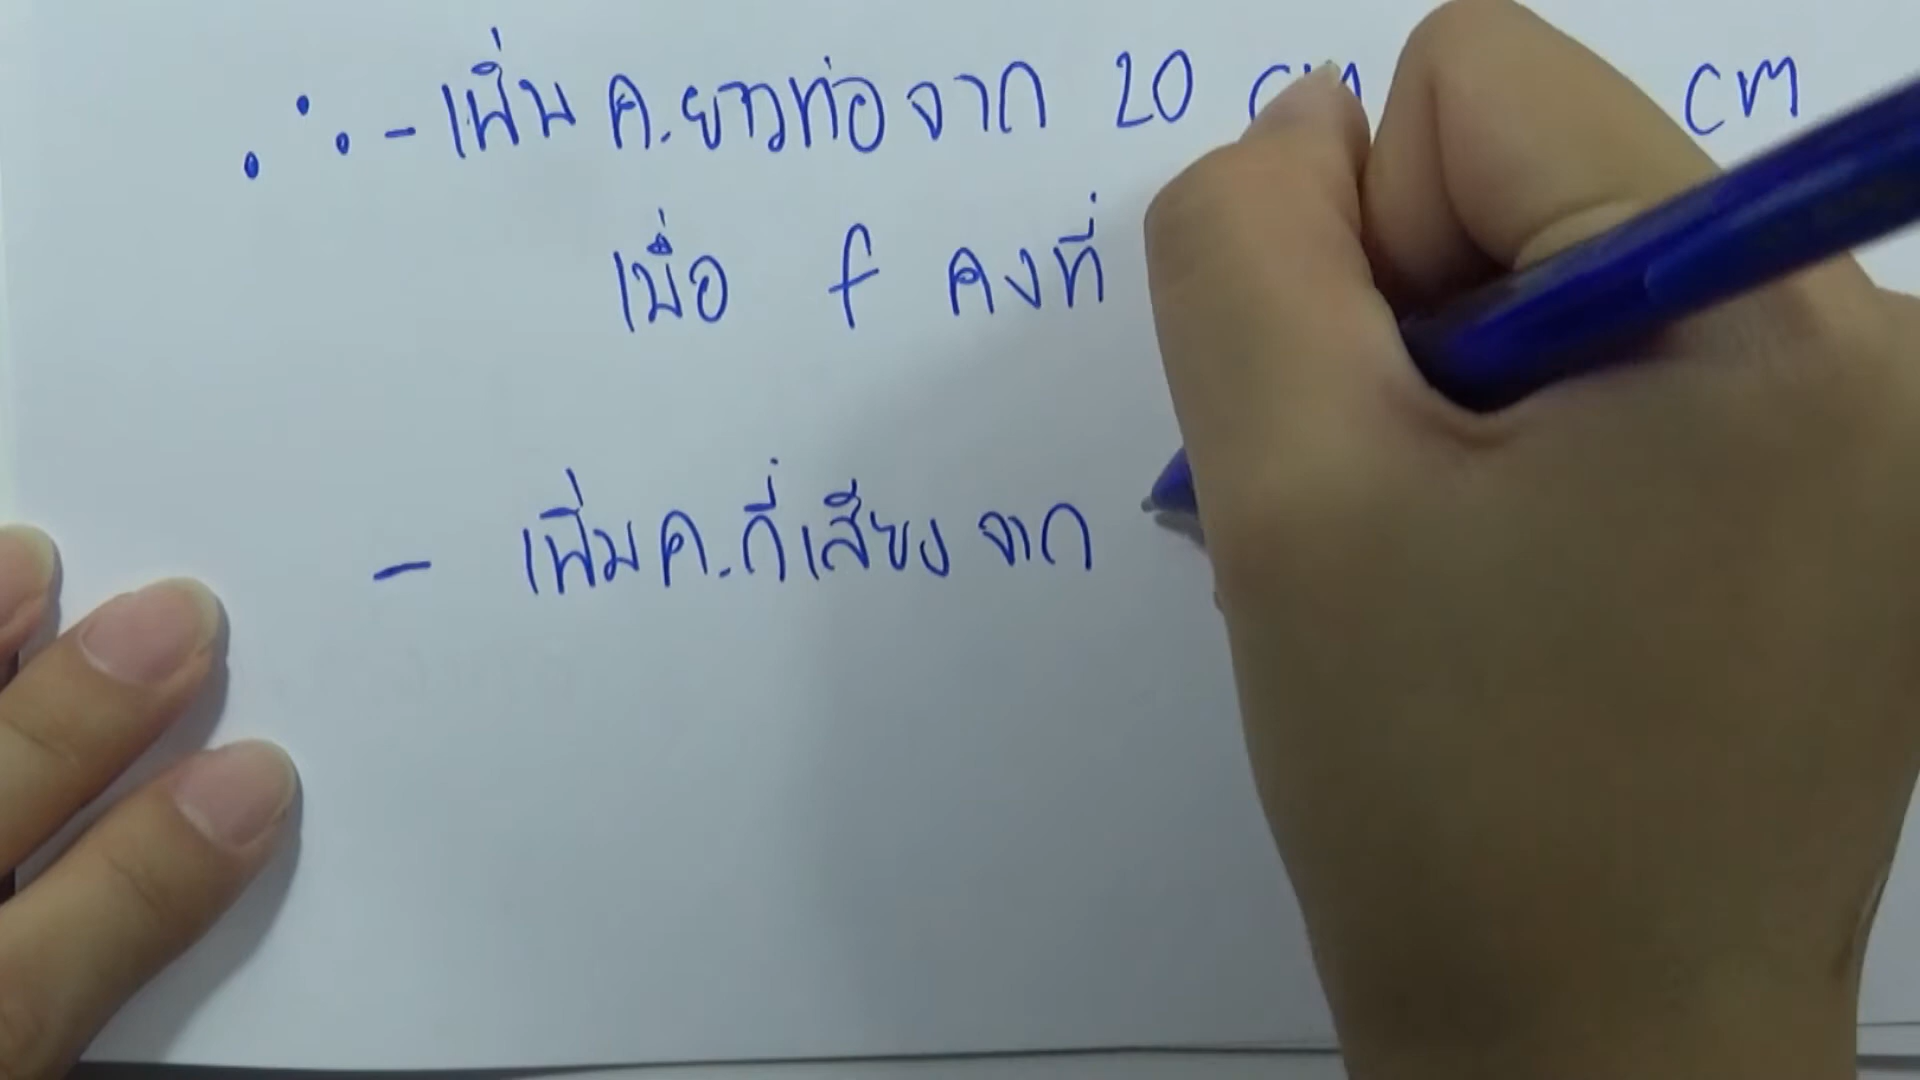 ∴ - เพิ่ม ค.ยาวท่อจาก 20 cm cm
เมื่อ f คงที่
- เพิ่มค.ถี่เสียง จาก